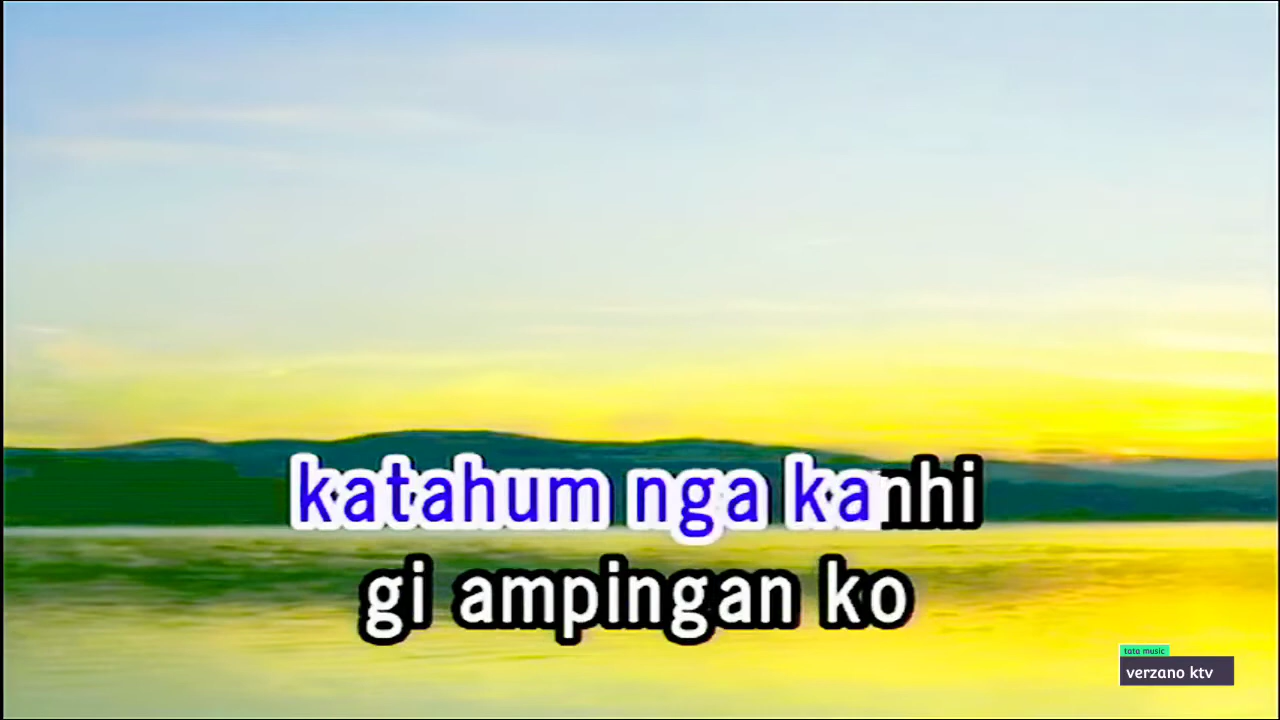 katahum nga kanhi
gi ampingan ko
tata music
verzano ktv